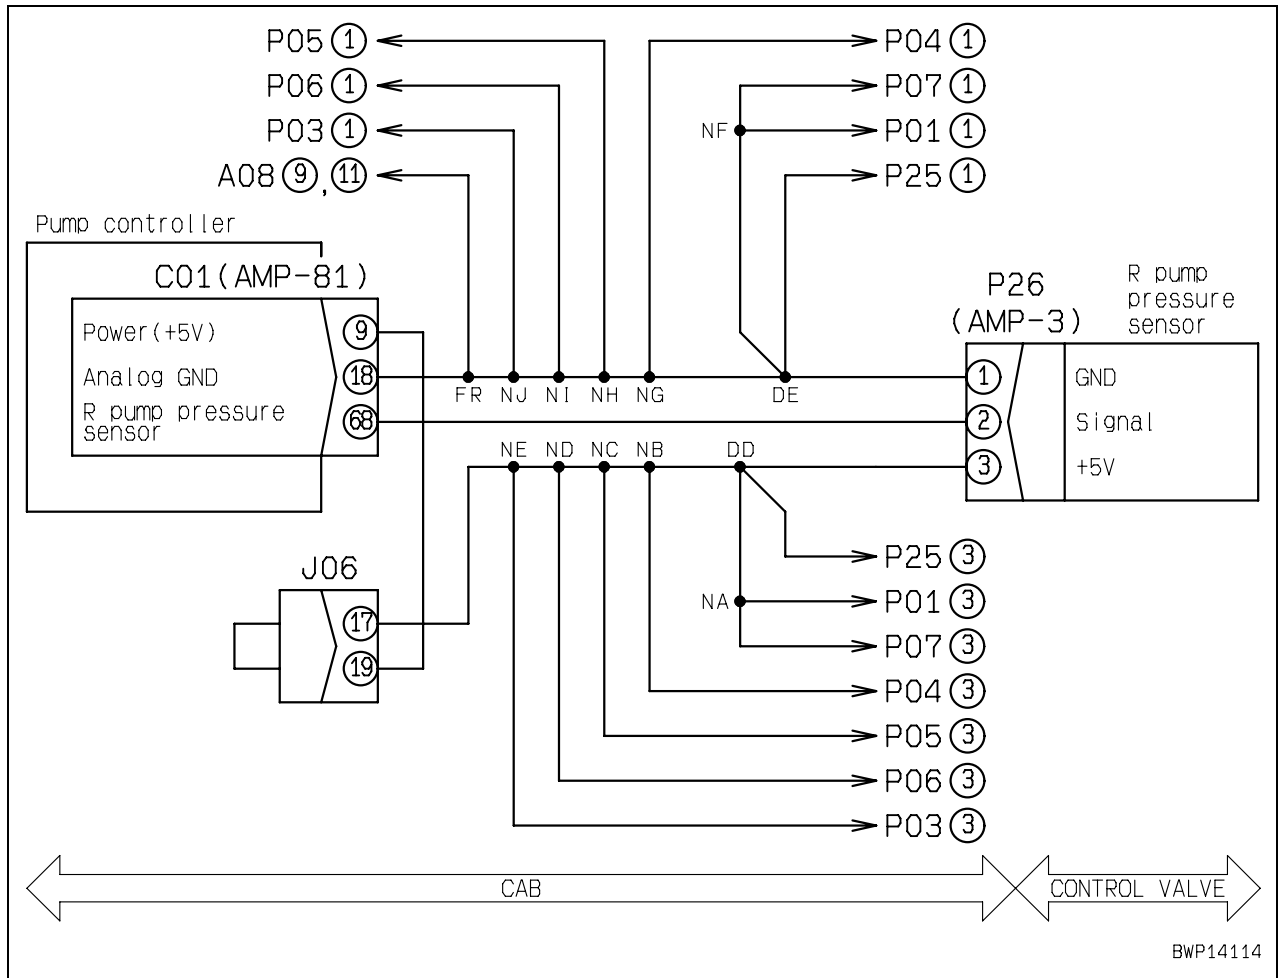 P05 1
P04 1
P06 1
P07 1
P03 1
NF
P01 1
A08 9, 11
P25 1
Pump controller
C01(AMP-81)
P26
(AMP-3)
R pump
pressure
sensor
Power(+5V) 9
Analog GND 18
R pump pressure
sensor
68
FR NJ NI NH NG DE
1 GND
2 Signal
3 +5V
NE ND NC NB DD
P25 3
J06
NA
P01 3
17
P07 3
19
P04 3
P05 3
P06 3
P03 3
CAB
CONTROL VALVE
BWP14114